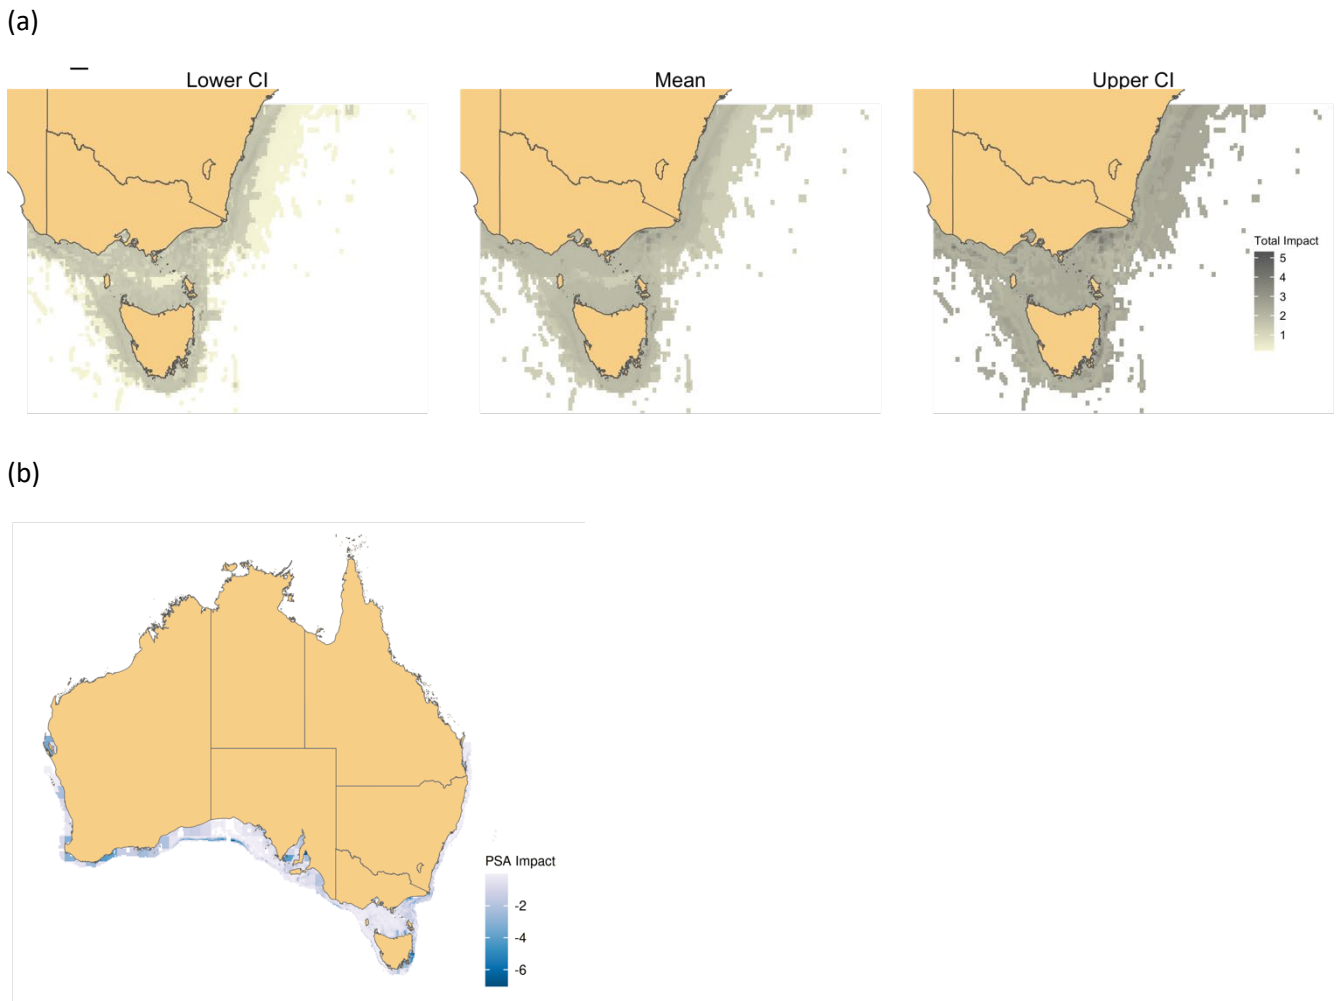 (a)
Lower CI
Mean
Upper CI
Total Impact
5
4
3
2
1
(b)
PSA Impact
-2
-4
-6